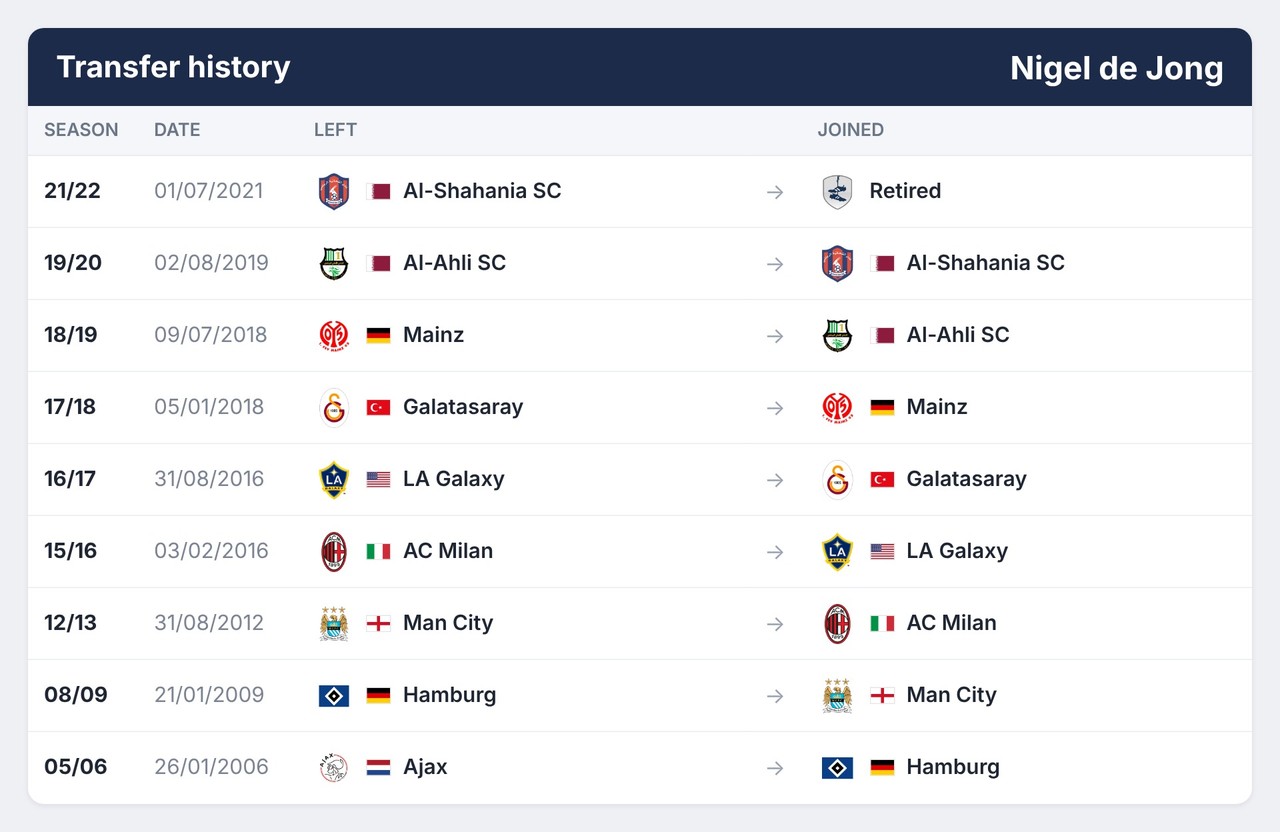 Transfer history Nigel de Jong
SEASON DATE LEFT JOINED
21/22 01/07/2021 Al-Shahania SC → Retired
19/20 02/08/2019 Al-Ahli SC → Al-Shahania SC
18/19 09/07/2018 Mainz → Al-Ahli SC
17/18 05/01/2018 Galatasaray → Mainz
16/17 31/08/2016 LA Galaxy → Galatasaray
15/16 03/02/2016 AC Milan → LA Galaxy
12/13 31/08/2012 Man City → AC Milan
08/09 21/01/2009 Hamburg → Man City
05/06 26/01/2006 Ajax → Hamburg